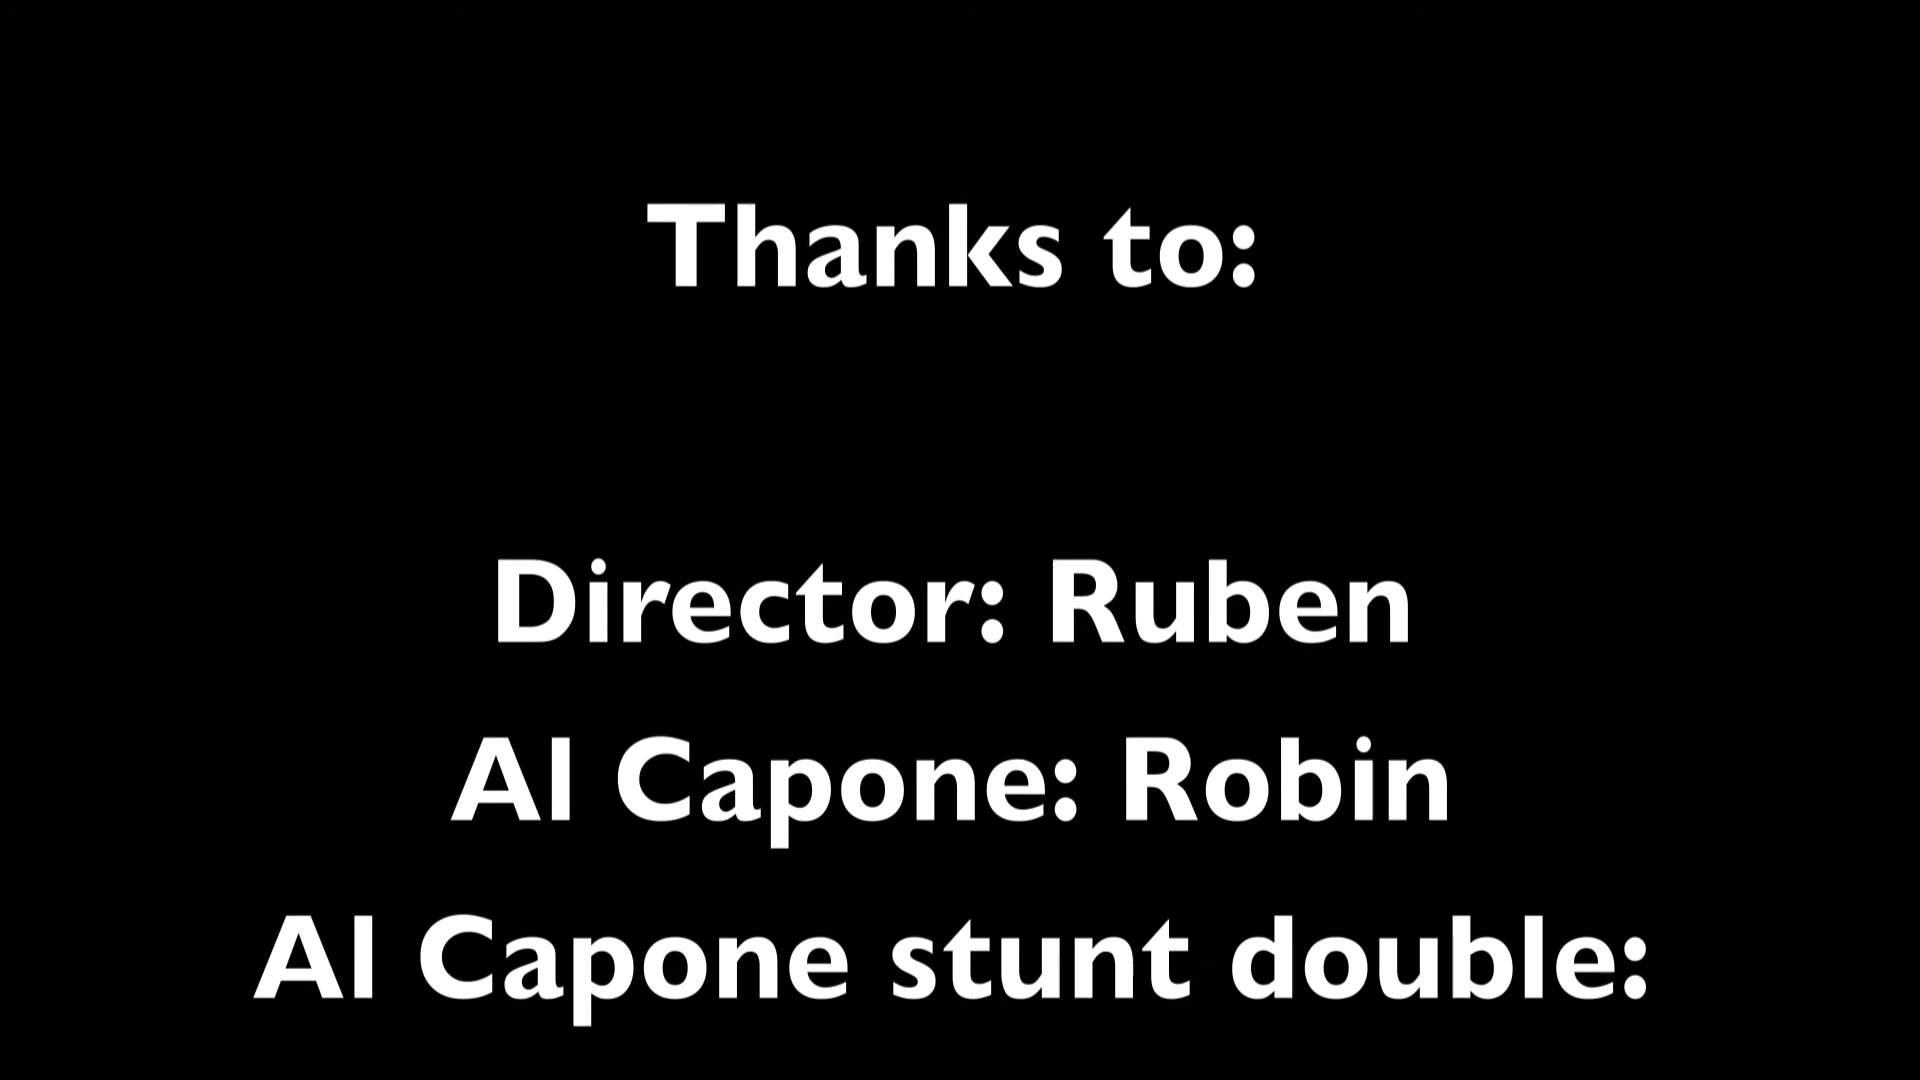 Thanks to:
Director: Ruben
Al Capone: Robin
Al Capone stunt double: